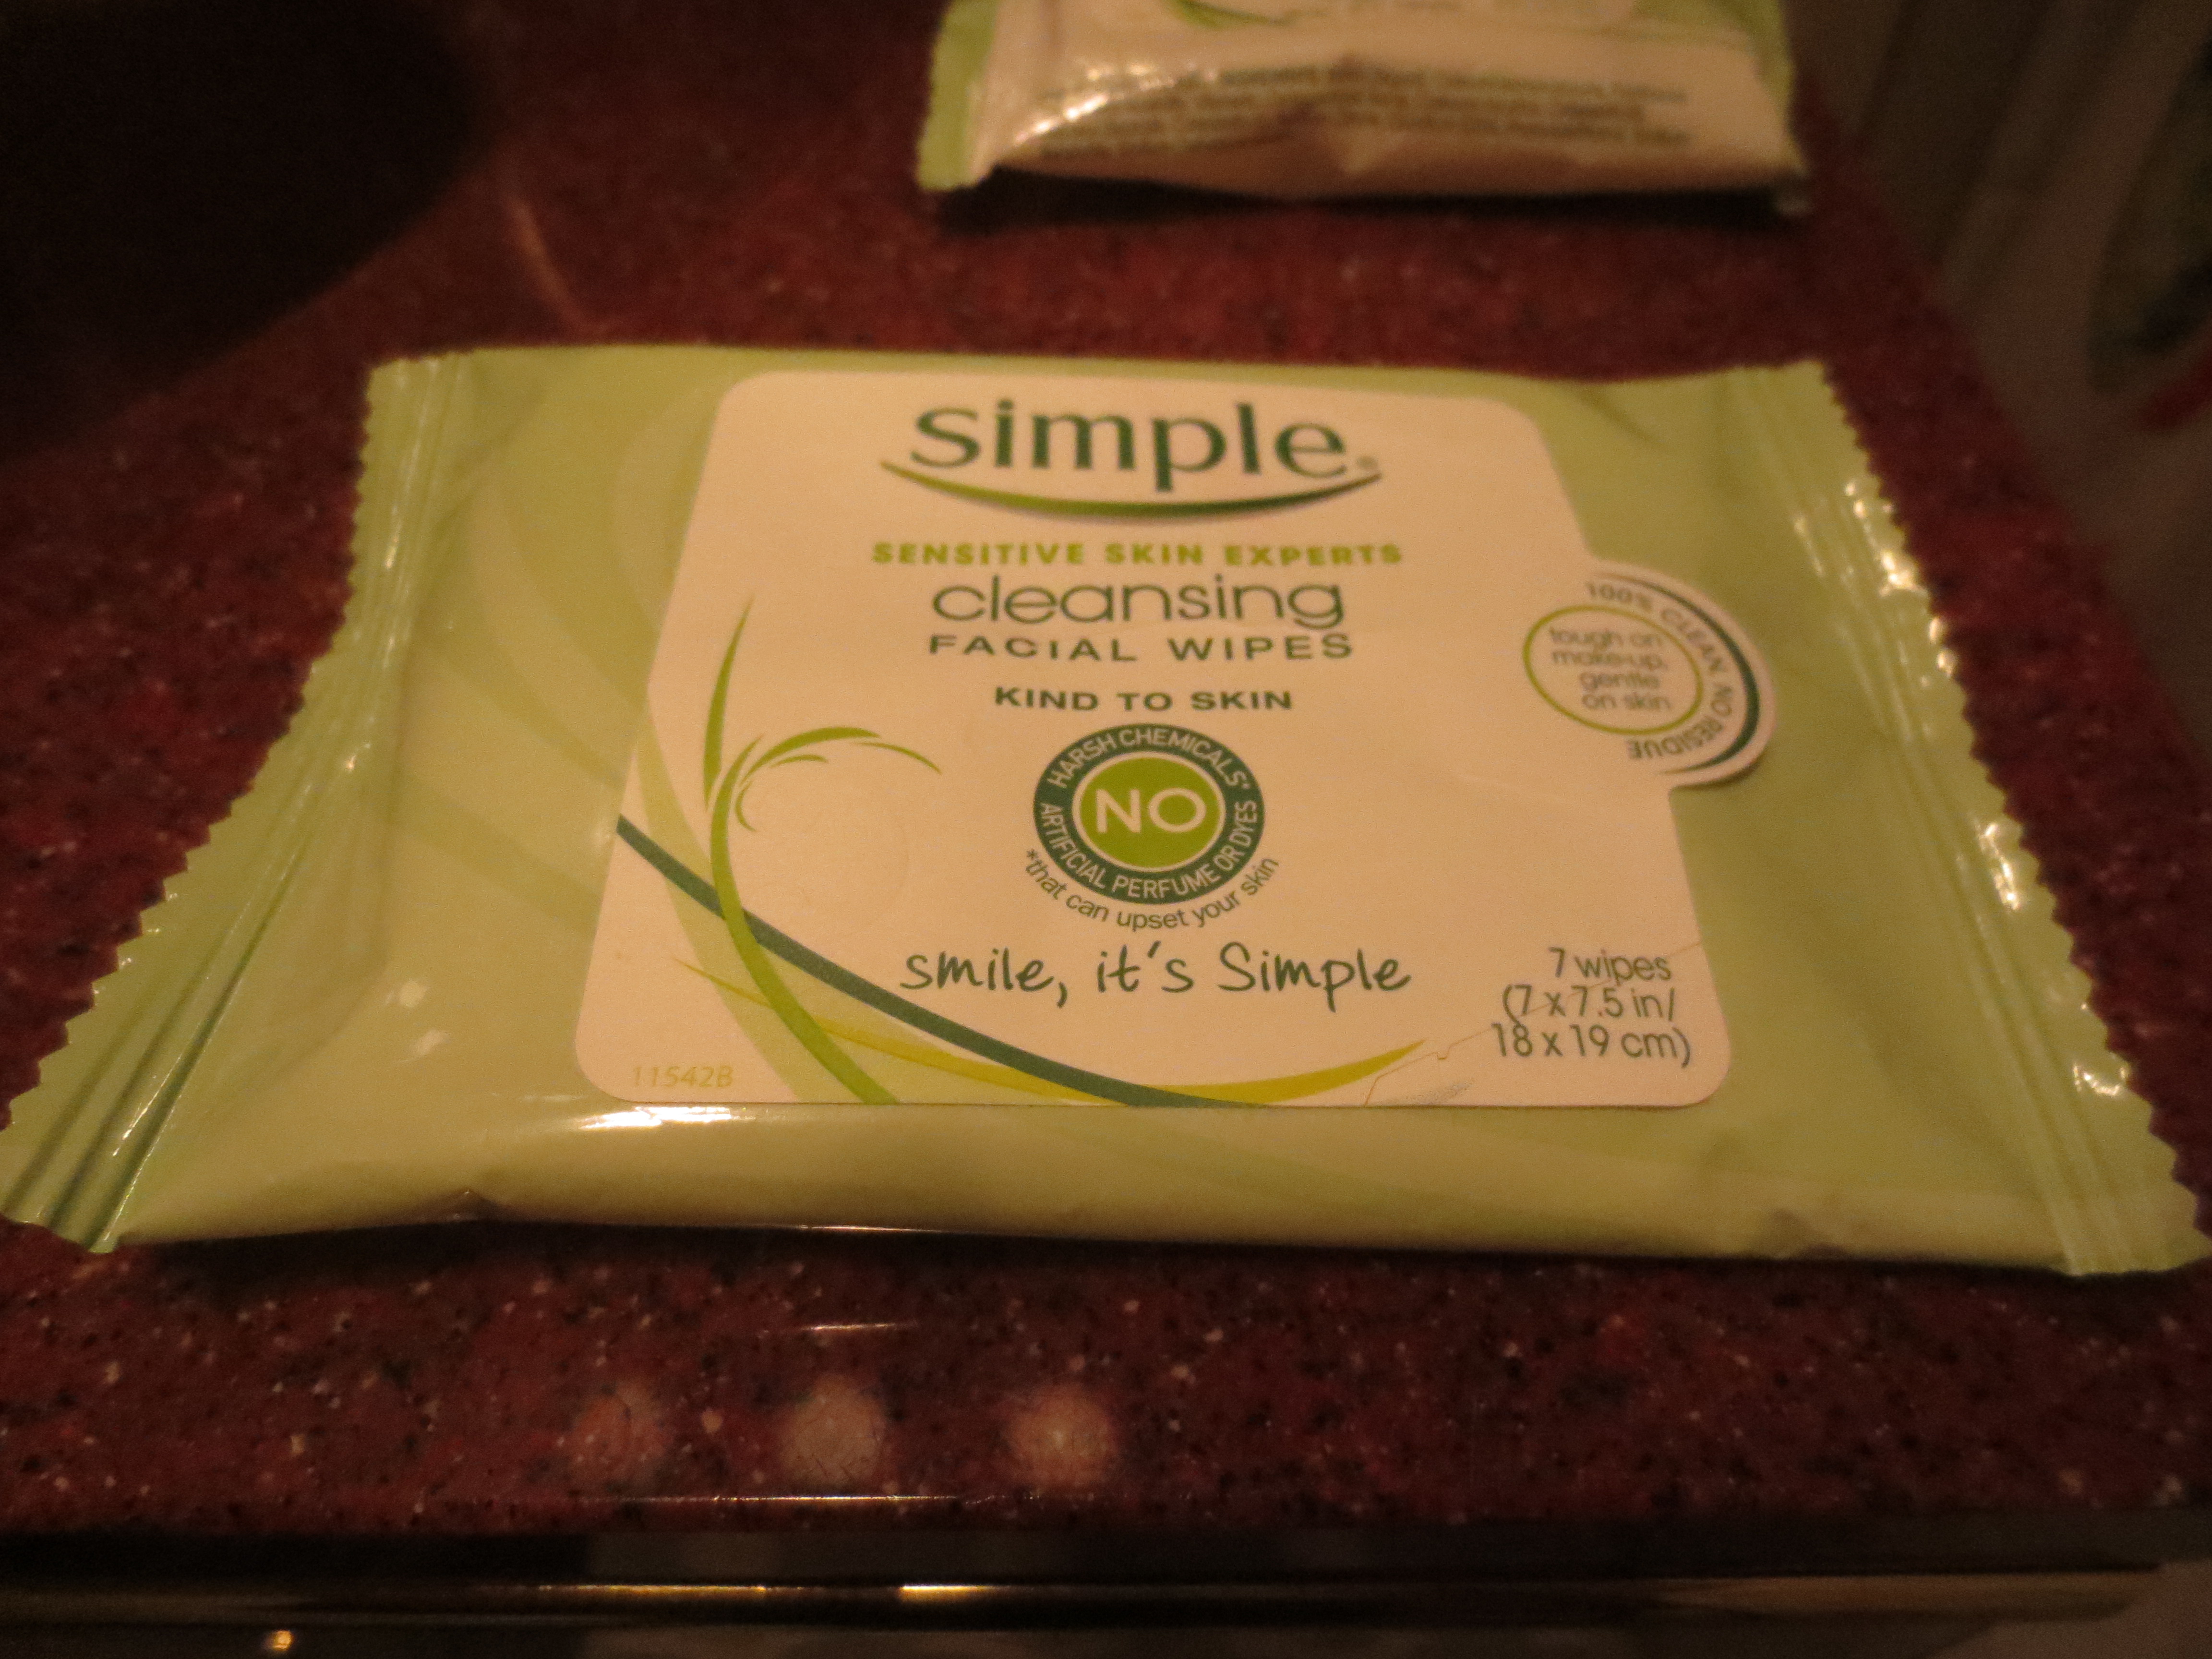 simple®
SENSITIVE SKIN EXPERTS
cleansing
FACIAL WIPES
KIND TO SKIN
HARSH CHEMICALS*
NO
ARTIFICIAL PERFUME OR DYES
*that can upset your skin
smile, it's Simple
100% CLEAN NO RESIDUE
tough on
make-up,
gentle
on skin
7 wipes
(7 x 7.5 in/
18 x 19 cm)
11542B